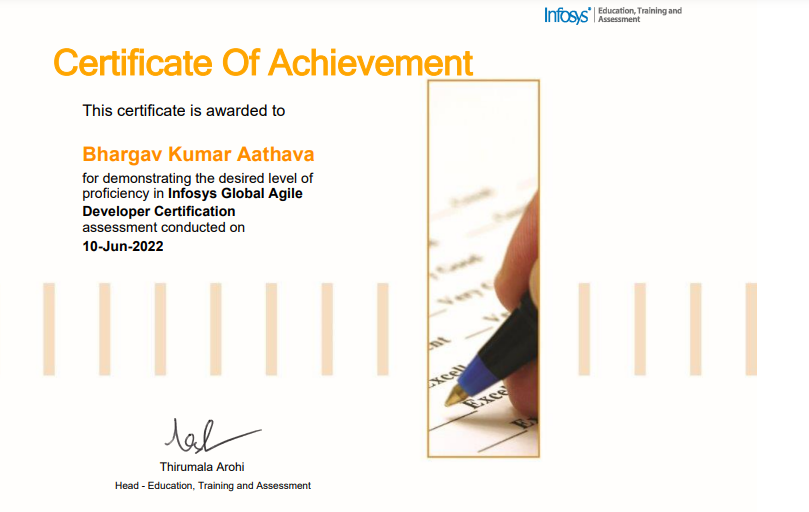 Infosys | Education, Training and
Assessment
Certificate Of Achievement
This certificate is awarded to
Bhargav Kumar Aathava
for demonstrating the desired level of
proficiency in Infosys Global Agile
Developer Certification
assessment conducted on
10-Jun-2022
Good
Very
Thirumala Arohi
Head - Education, Training and Assessment